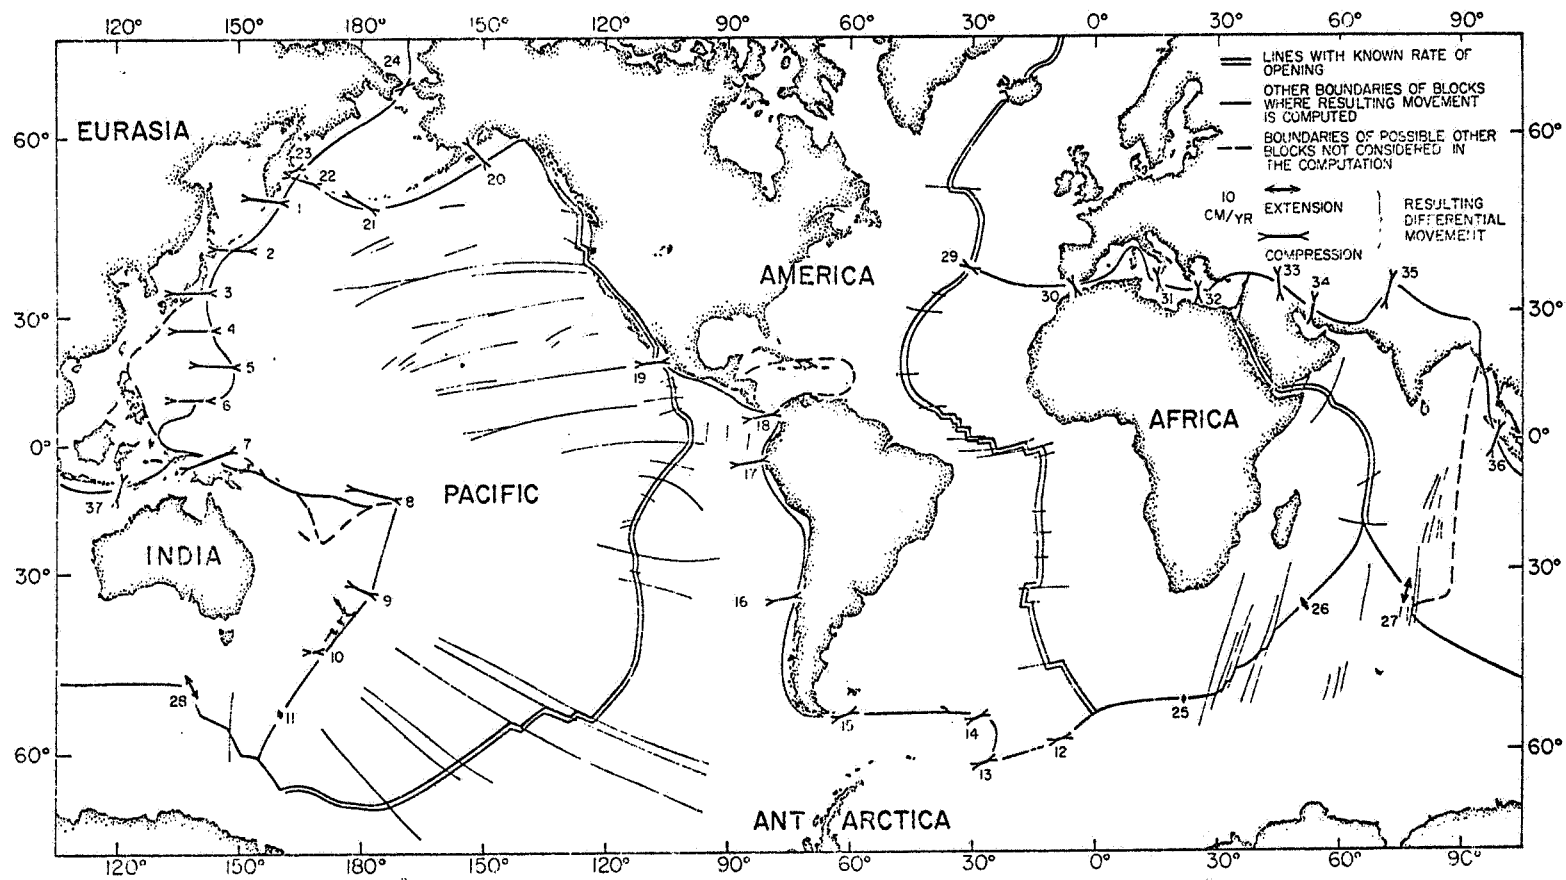 120° 150° 180° 150° 120° 90° 60° 30° 0° 30° 60° 90°
LINES WITH KNOWN RATE OF
OPENING
OTHER BOUNDARIES OF BLOCKS
WHERE RESULTING MOVEMENT
IS COMPUTED
BOUNDARIES OF POSSIBLE OTHER
BLOCKS NOT CONSIDERED IN
THE COMPUTATION
10
CM/YR
EXTENSION
COMPRESSION
RESULTING
DIFFERENTIAL
MOVEMENT
24
EURASIA
60° 60°
23
22
20
21
1
2
29
AMERICA
33
34
35
3
30
31
32
30° 30°
4
5
19
6
18
AFRICA
0° 0°
7
17
36
PACIFIC
8
37
INDIA
30° 30°
9
16
26
27
10
28
11
15
14
25
12
60° 60°
13
ANT ARCTICA
120° 150° 180° 150° 120° 90° 60° 30° 0° 30° 60° 90°